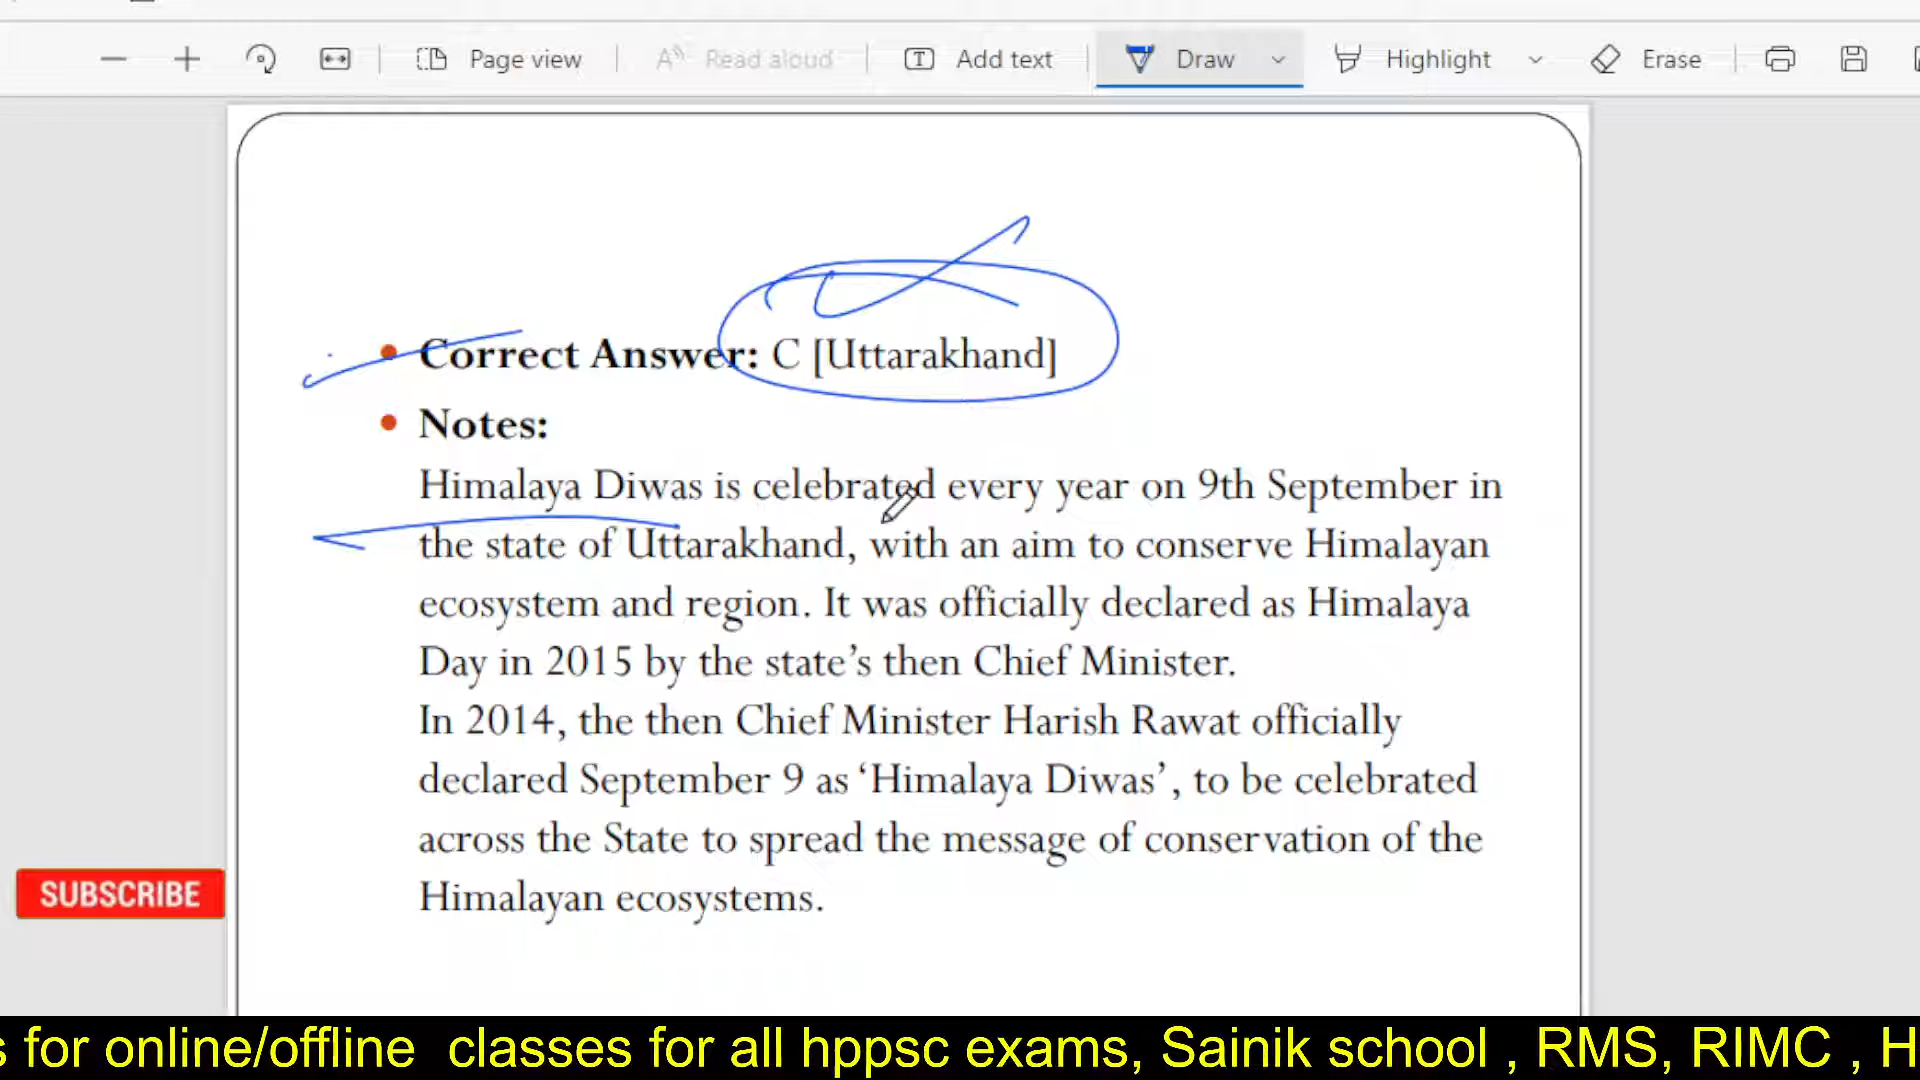 Page view
Read aloud
Add text
Draw
Highlight
Erase
Correct Answer: C [Uttarakhand]
Notes:
Himalaya Diwas is celebrated every year on 9th September in
the state of Uttarakhand, with an aim to conserve Himalayan
ecosystem and region. It was officially declared as Himalaya
Day in 2015 by the state’s then Chief Minister.
In 2014, the then Chief Minister Harish Rawat officially
declared September 9 as ‘Himalaya Diwas’, to be celebrated
across the State to spread the message of conservation of the
Himalayan ecosystems.
SUBSCRIBE
s for online/offline classes for all hppsc exams, Sainik school , RMS, RIMC , H